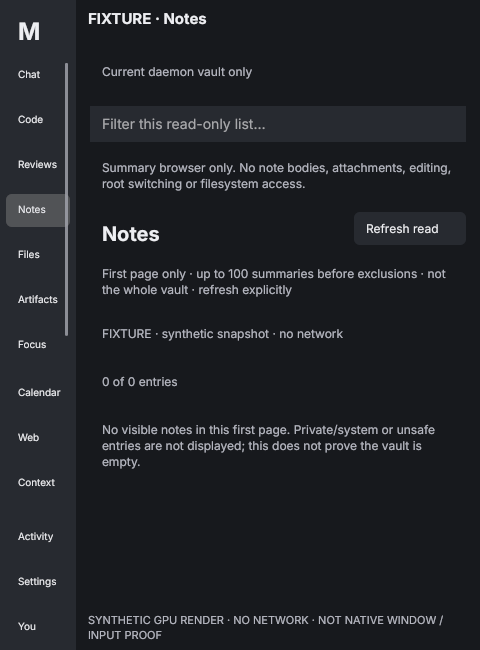 M
Chat
Code
Reviews
Notes
Files
Artifacts
Focus
Calendar
Web
Context
Activity
Settings
You
FIXTURE · Notes
Current daemon vault only
Filter this read-only list...
Summary browser only. No note bodies, attachments, editing,
root switching or filesystem access.
Notes
Refresh read
First page only · up to 100 summaries before exclusions · not
the whole vault · refresh explicitly
FIXTURE · synthetic snapshot · no network
0 of 0 entries
No visible notes in this first page. Private/system or unsafe
entries are not displayed; this does not prove the vault is
empty.
SYNTHETIC GPU RENDER · NO NETWORK · NOT NATIVE WINDOW /
INPUT PROOF